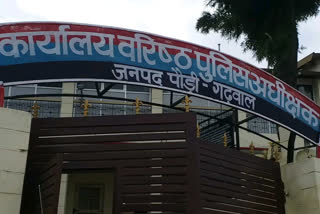 कार्यालय वरिष्ठ पुलिस अधीक्षक
जनपद पौड़ी - गढ़वाल